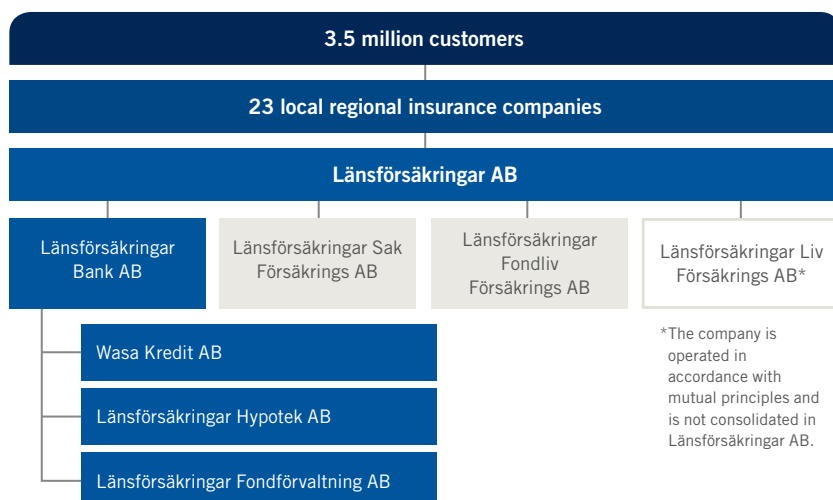 3.5 million customers
23 local regional insurance companies
Länsförsäkringar AB
Länsförsäkringar
Bank AB
Länsförsäkringar Sak
Försäkrings AB
Länsförsäkringar
Fondliv
Försäkrings AB
Länsförsäkringar Liv
Försäkrings AB*
Wasa Kredit AB
Länsförsäkringar Hypotek AB
Länsförsäkringar Fondförvaltning AB
*The company is
operated in
accordance with
mutual principles and
is not consolidated in
Länsförsäkringar AB.